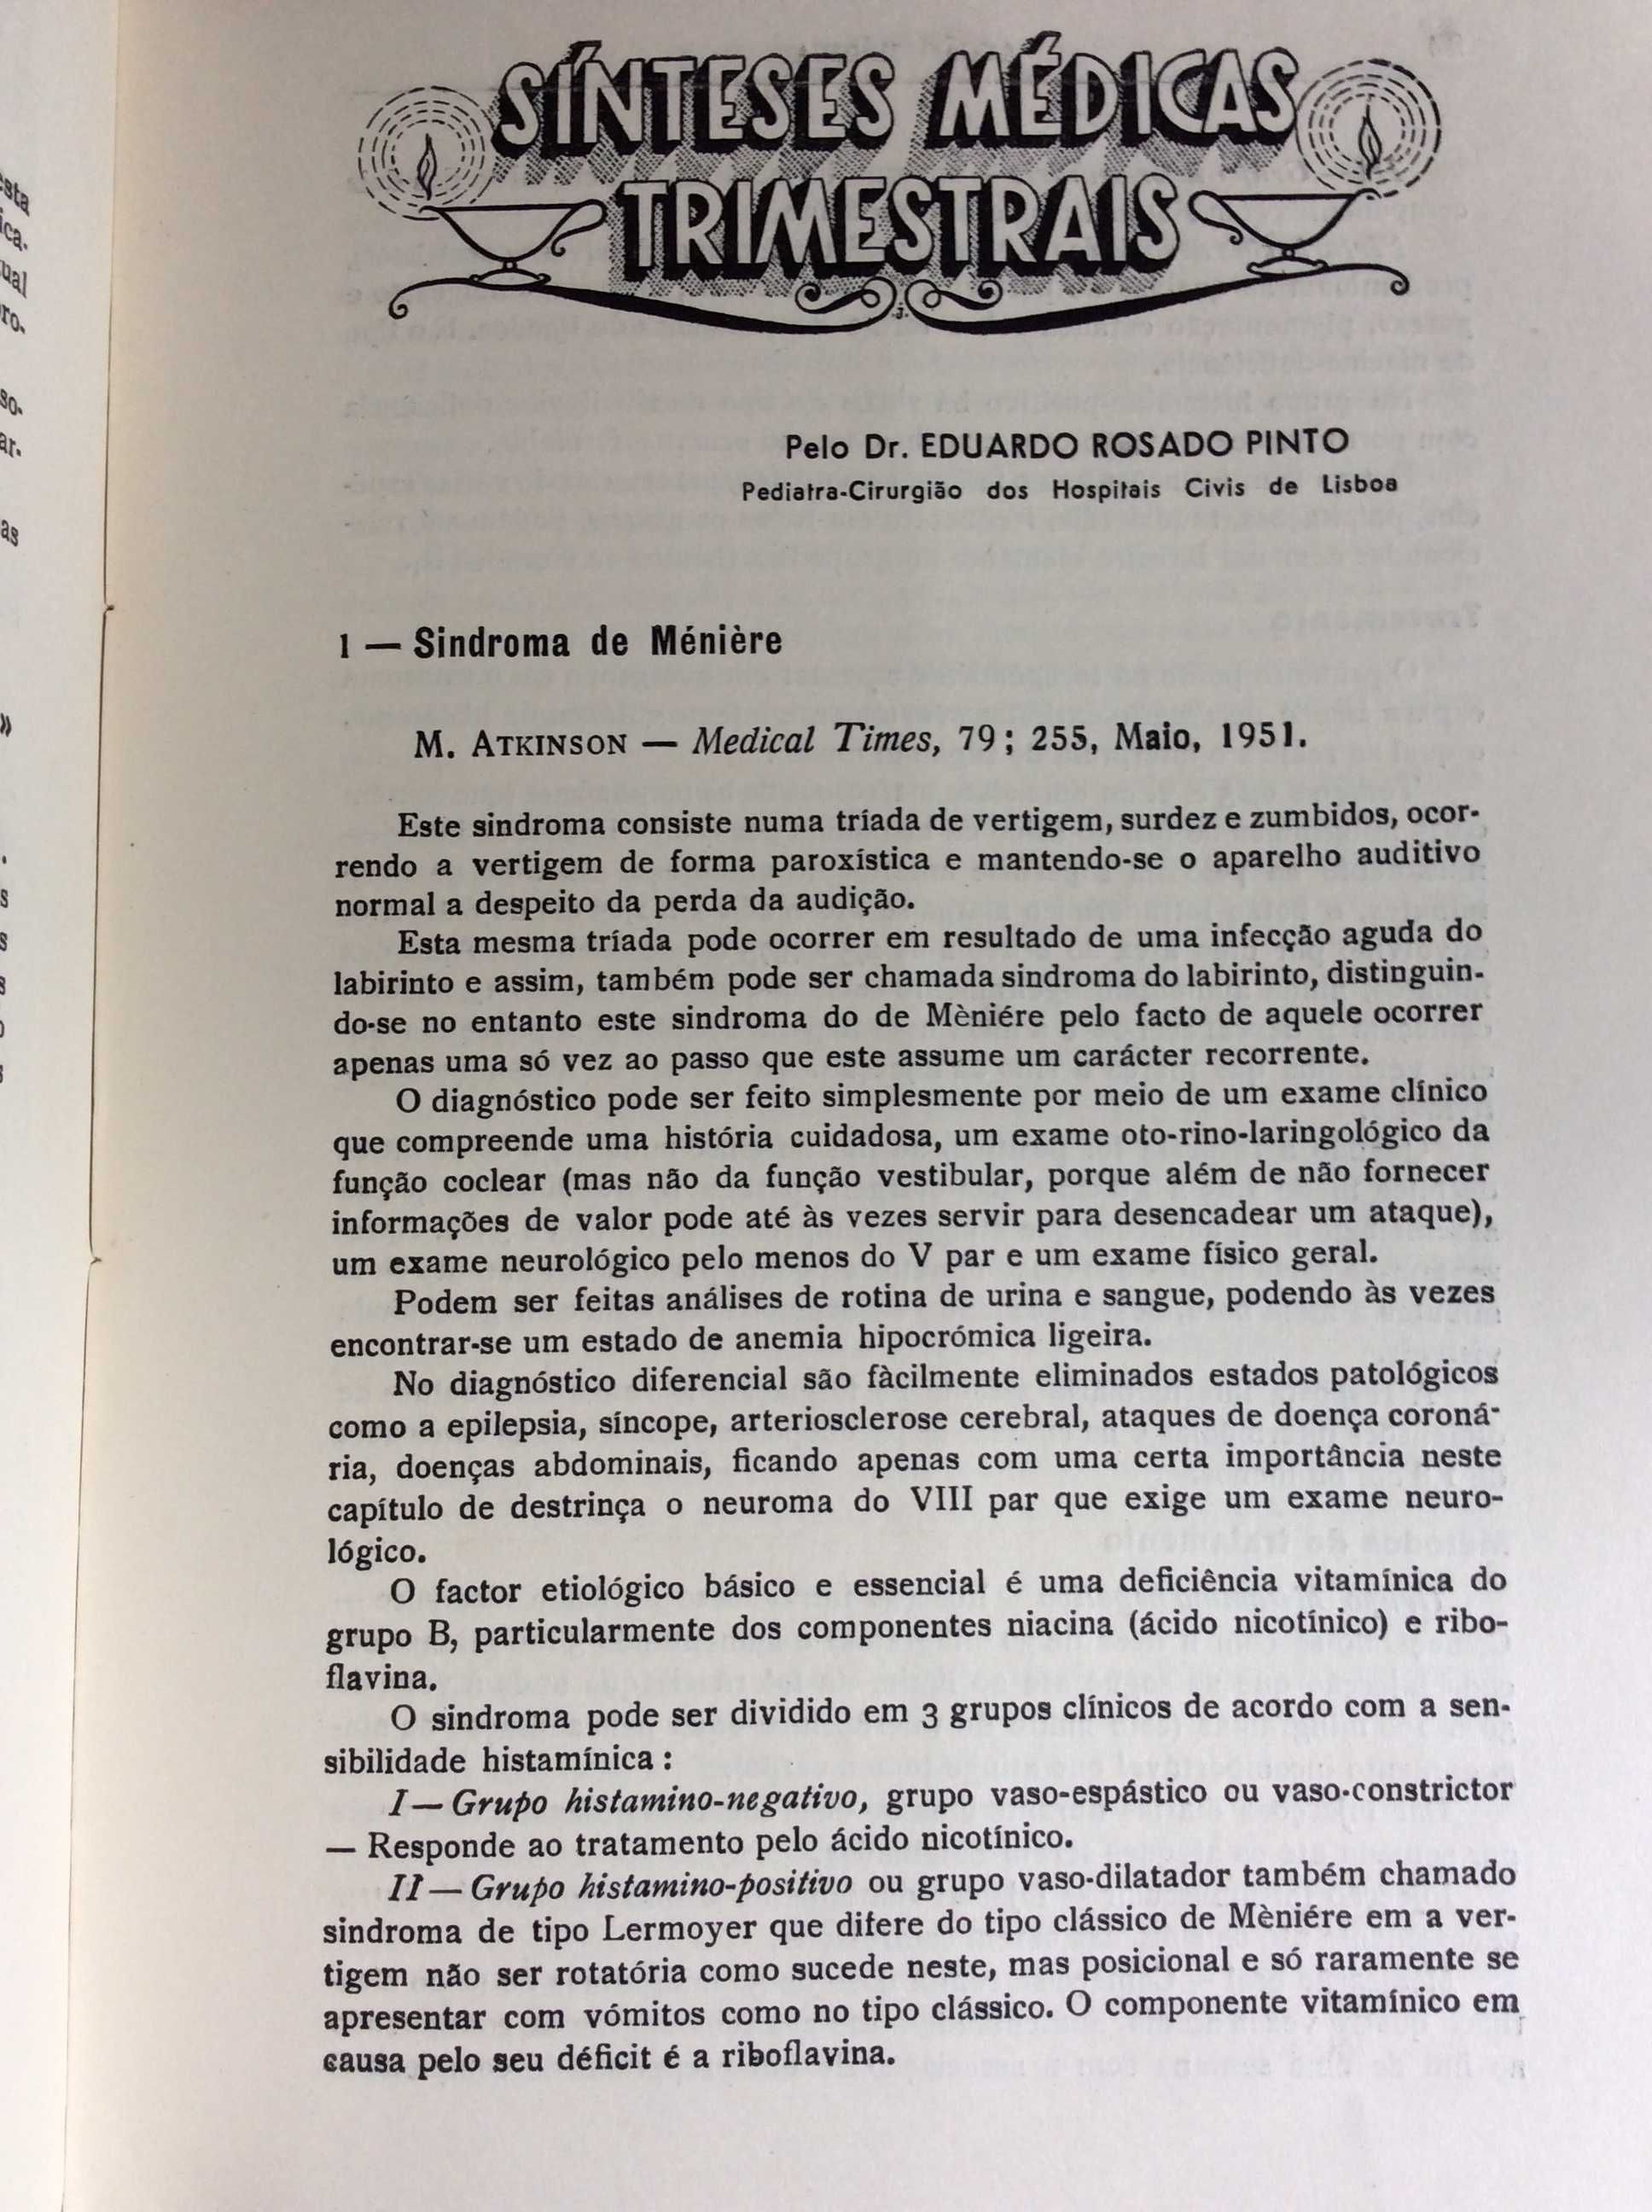 SÍNTESES MÉDICAS
TRIMESTRAIS
Pelo Dr. EDUARDO ROSADO PINTO
Pediatra-Cirurgião dos Hospitais Civis de Lisboa
1 — Sindroma de Ménière
M. ATKINSON — Medical Times, 79; 255, Maio, 1951.
Este sindroma consiste numa tríada de vertigem, surdez e zumbidos, ocor-
rendo a vertigem de forma paroxística e mantendo-se o aparelho auditivo
normal a despeito da perda da audição.
Esta mesma tríada pode ocorrer em resultado de uma infecção aguda do
labirinto e assim, também pode ser chamada sindroma do labirinto, distinguin-
do-se no entanto este sindroma do de Mèniére pelo facto de aquele ocorrer
apenas uma só vez ao passo que este assume um carácter recorrente.
O diagnóstico pode ser feito simplesmente por meio de um exame clínico
que compreende uma história cuidadosa, um exame oto-rino-laringológico da
função coclear (mas não da função vestibular, porque além de não fornecer
informações de valor pode até às vezes servir para desencadear um ataque),
um exame neurológico pelo menos do V par e um exame físico geral.
Podem ser feitas análises de rotina de urina e sangue, podendo às vezes
encontrar-se um estado de anemia hipocrómica ligeira.
No diagnóstico diferencial são fàcilmente eliminados estados patológicos
como a epilepsia, síncope, arteriosclerose cerebral, ataques de doença coroná-
ria, doenças abdominais, ficando apenas com uma certa importância neste
capítulo de destrinça o neuroma do VIII par que exige um exame neuro-
lógico.
O factor etiológico básico e essencial é uma deficiência vitamínica do
grupo B, particularmente dos componentes niacina (ácido nicotínico) e ribo-
flavina.
O sindroma pode ser dividido em 3 grupos clínicos de acordo com a sen-
sibilidade histamínica :
I — Grupo histamino-negativo, grupo vaso-espástico ou vaso-constrictor
— Responde ao tratamento pelo ácido nicotínico.
II — Grupo histamino-positivo ou grupo vaso-dilatador também chamado
sindroma de tipo Lermoyer que difere do tipo clássico de Mèniére em a ver-
tigem não ser rotatória como sucede neste, mas posicional e só raramente se
apresentar com vómitos como no tipo clássico. O componente vitamínico em
causa pelo seu déficit é a riboflavina.